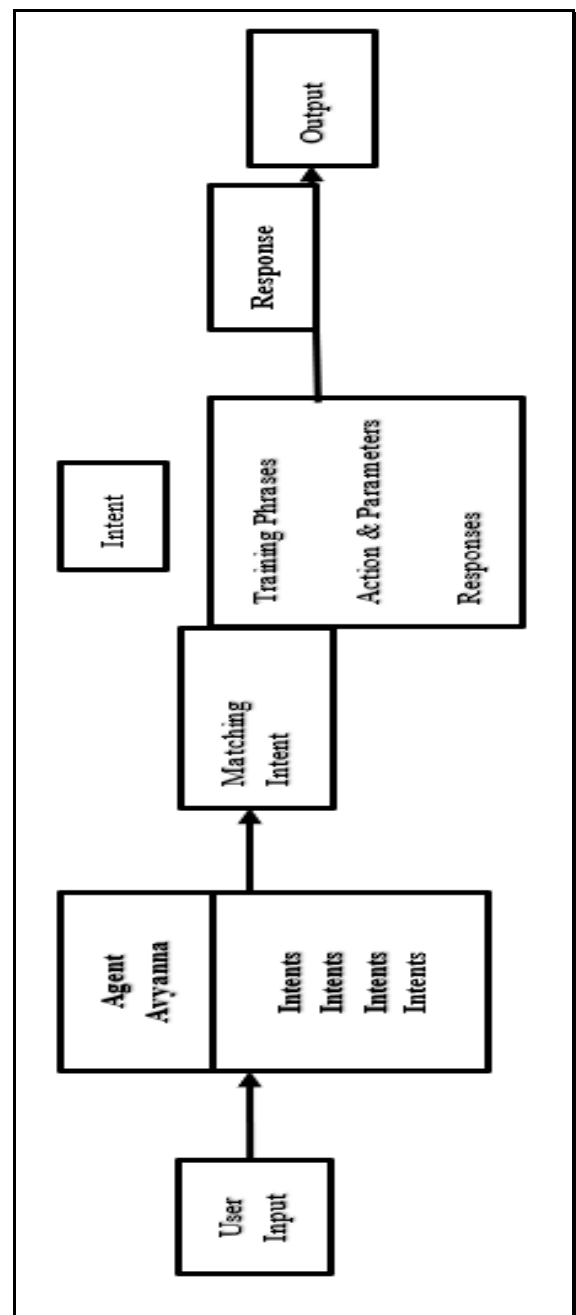 User
Input
Agent
Avyanna
Intents
Intents
Intents
Intents
Matching
Intent
Intent
Training Phrases
Action & Parameters
Responses
Response
Output